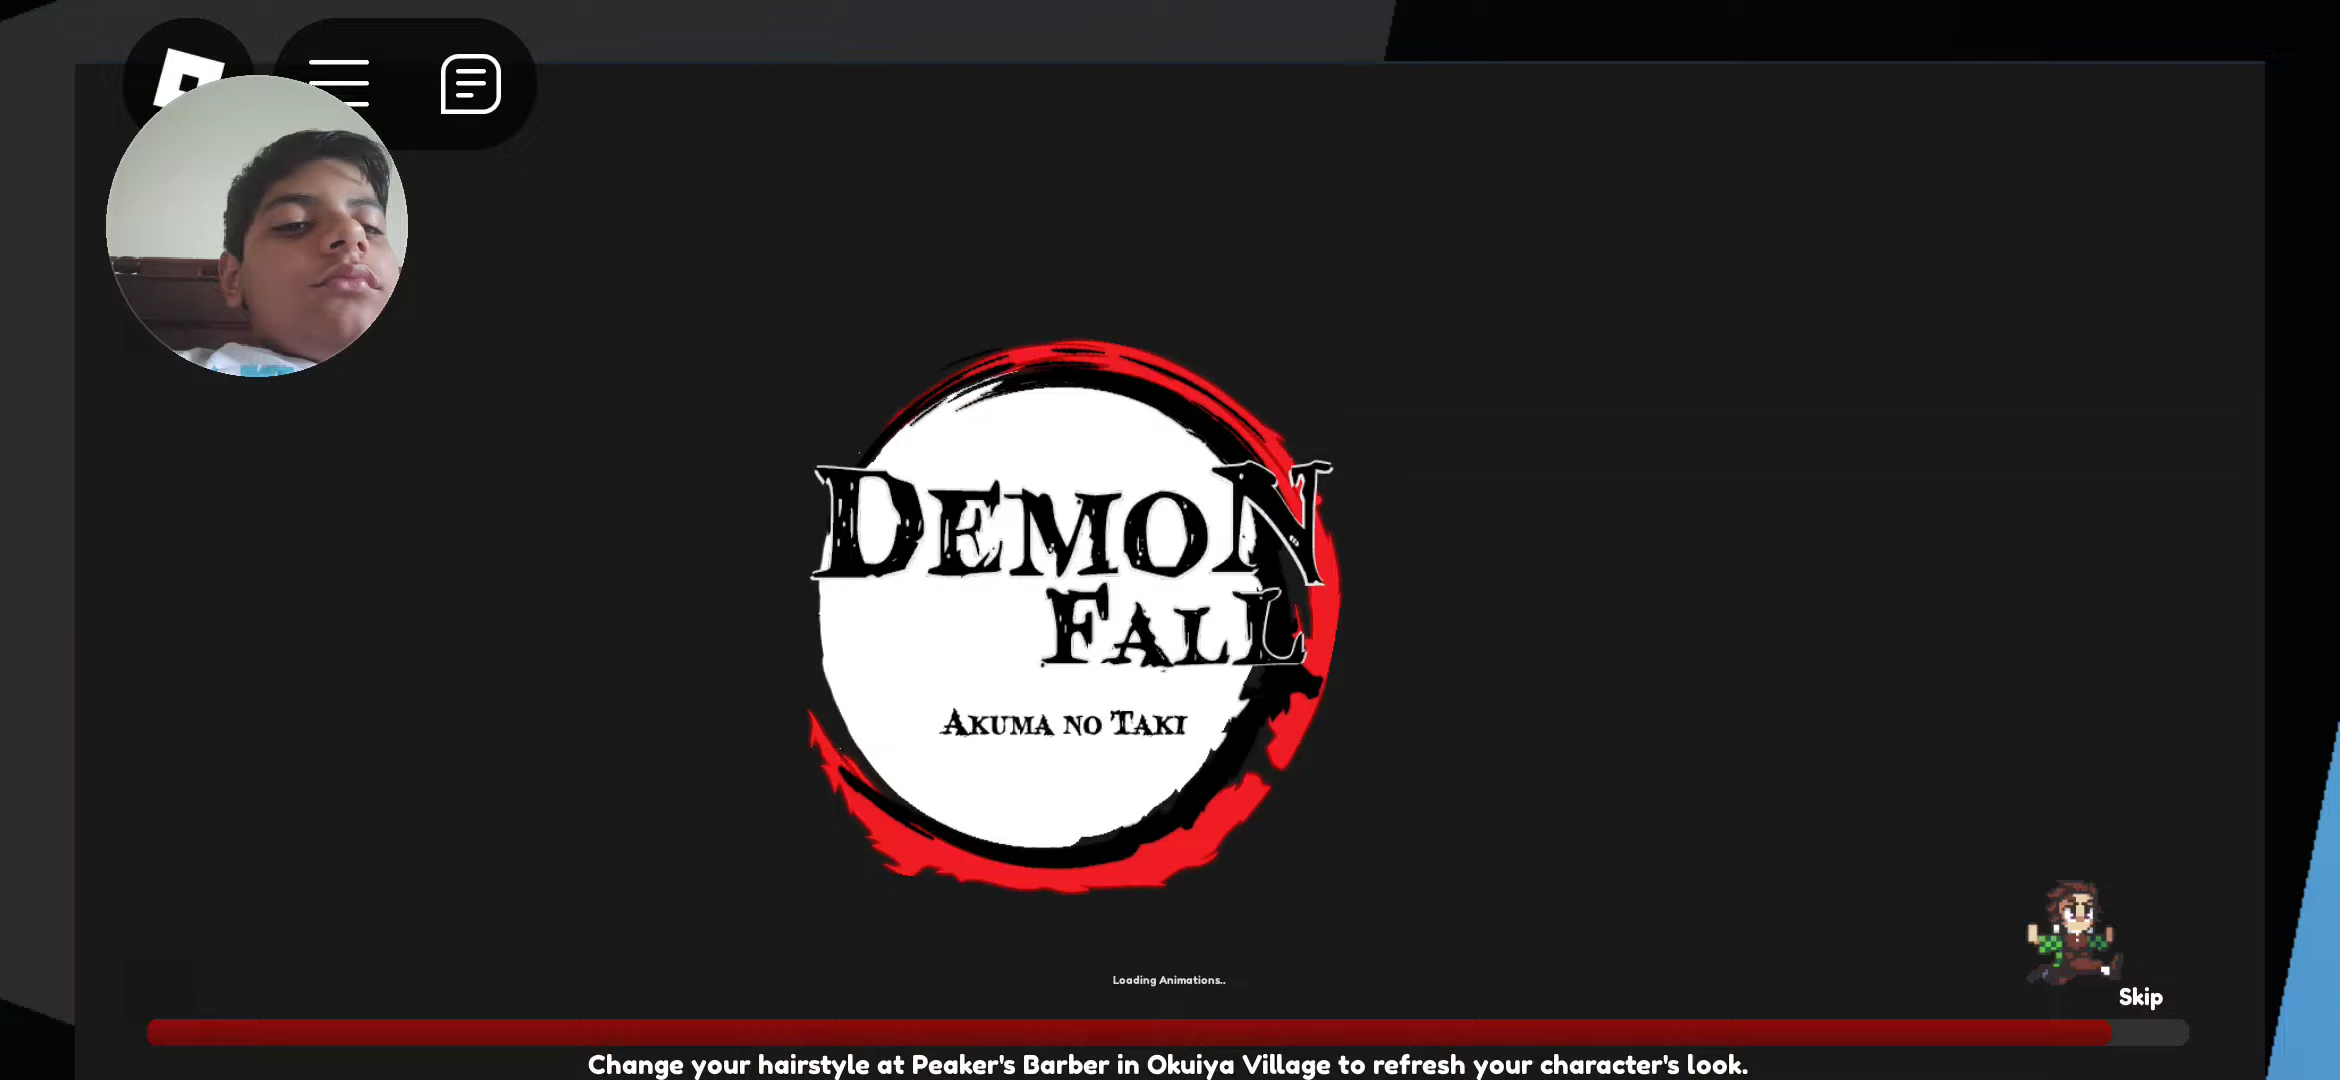 DEMON
FALL
AKUMA NO TAKI
Loading Animations..
Skip
Change your hairstyle at Peaker's Barber in Okuiya Village to refresh your character's look.